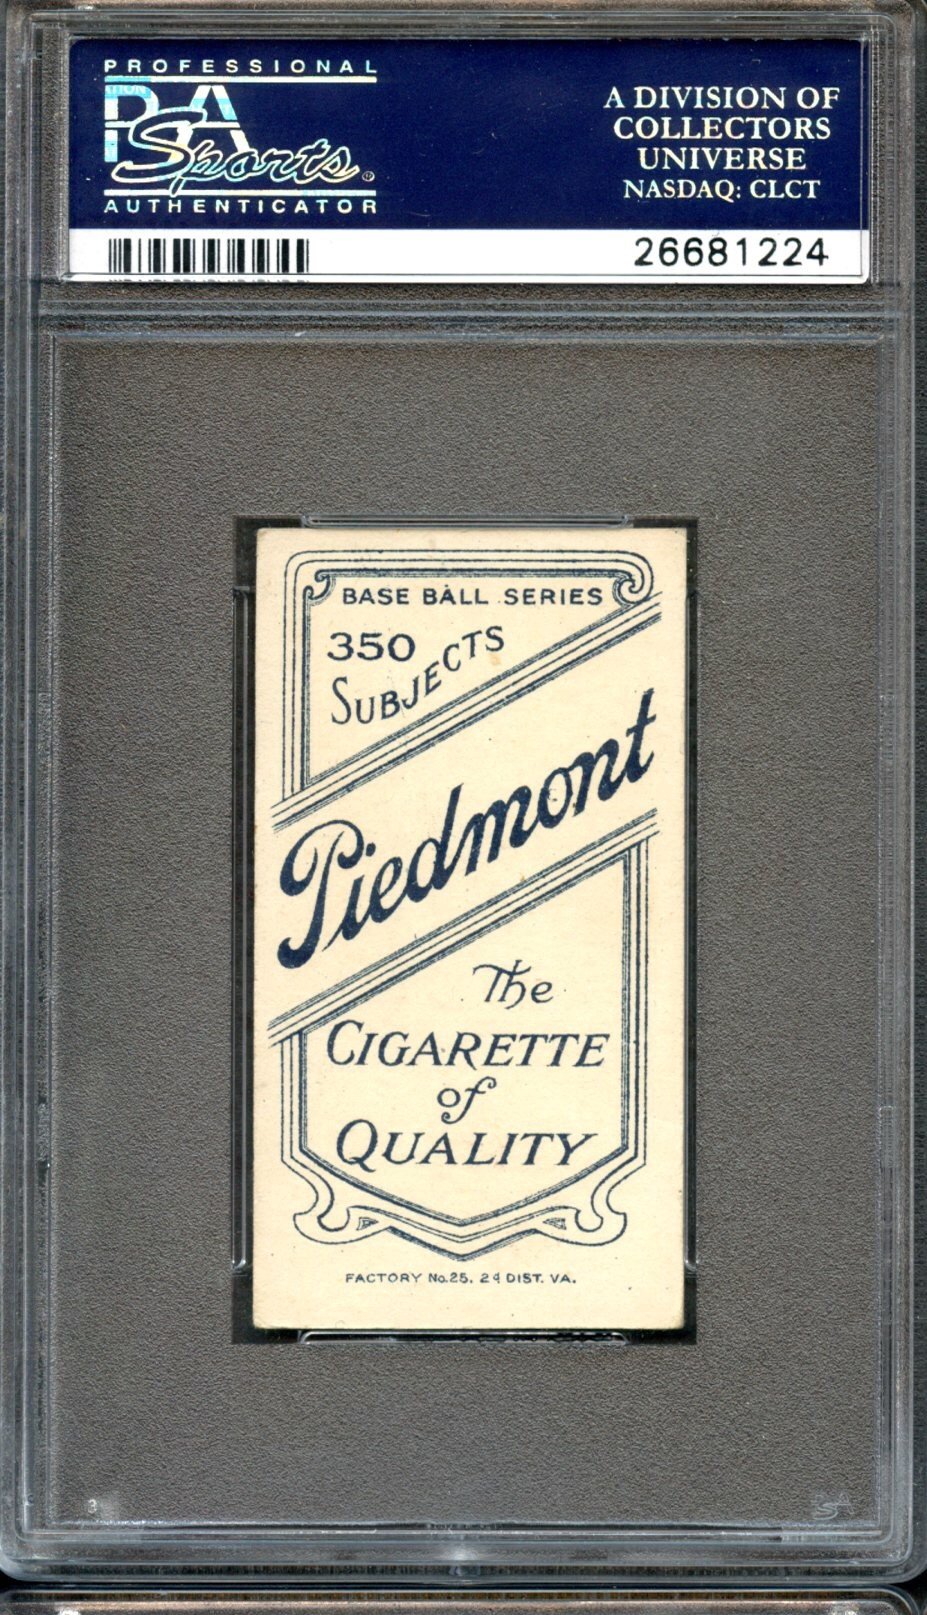 PROFESSIONAL
PSA
Sports®
AUTHENTICATOR
A DIVISION OF
COLLECTORS
UNIVERSE
NASDAQ: CLCT
26681224
BASE BALL SERIES
350
SUBJECTS
Piedmont
The
CIGARETTE
of
QUALITY
FACTORY No. 25. 24 DIST. VA.